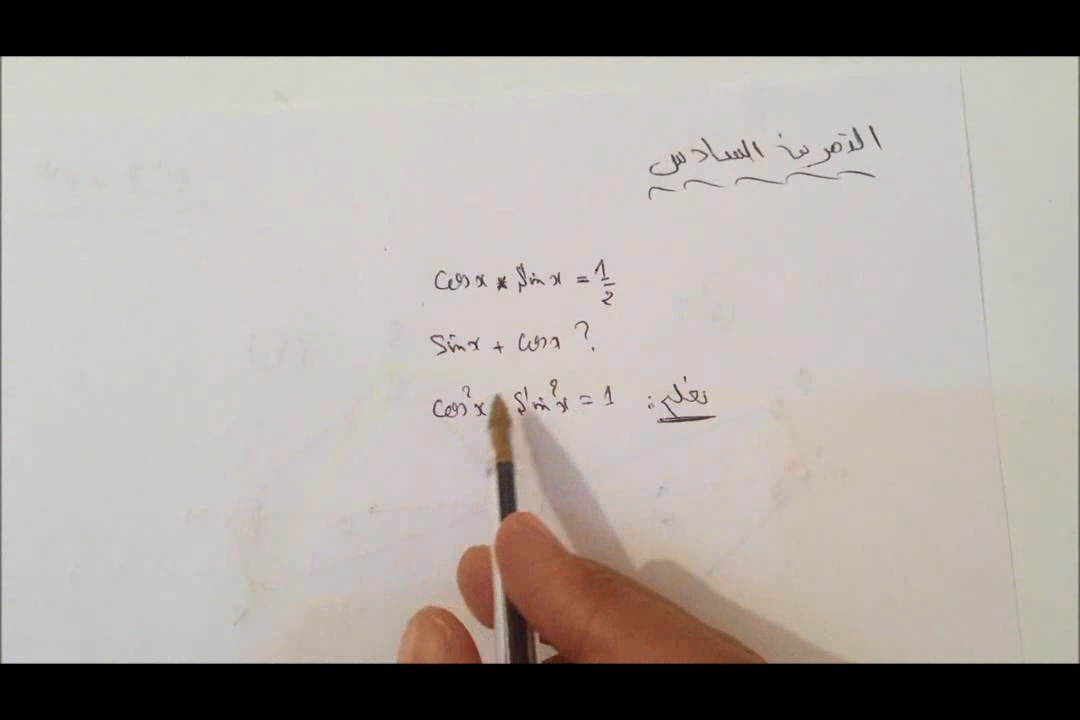 التمرين السادس
cos x * sin x = 1/2
sin x + cos x ?
نعلم: cos²x sin²x = 1